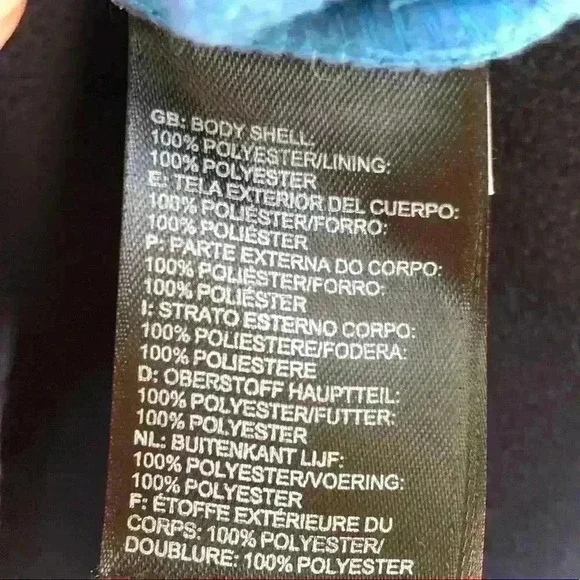 GB: BODY SHELL:
100% POLYESTER/LINING:
100% POLYESTER
E: TELA EXTERIOR DEL CUERPO:
100% POLIÉSTER/FORRO:
100% POLIÉSTER
P: PARTE EXTERNA DO CORPO:
100% POLIÉSTER/FORRO:
100% POLIÉSTER
I: STRATO ESTERNO CORPO:
100% POLIESTERE/FODERA:
100% POLIESTERE
D: OBERSTOFF HAUPTTEIL:
100% POLYESTER/FUTTER:
100% POLYESTER
NL: BUITENKANT LIJF:
100% POLYESTER/VOERING:
100% POLYESTER
F: ÉTOFFE EXTÉRIEURE DU
CORPS: 100% POLYESTER/
DOUBLURE: 100% POLYESTER